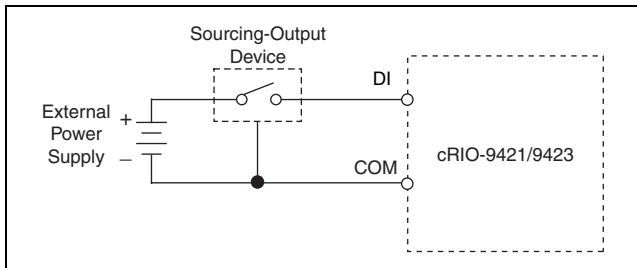 Sourcing-Output
Device
DI
External
Power
Supply
+
–
COM
cRIO-9421/9423